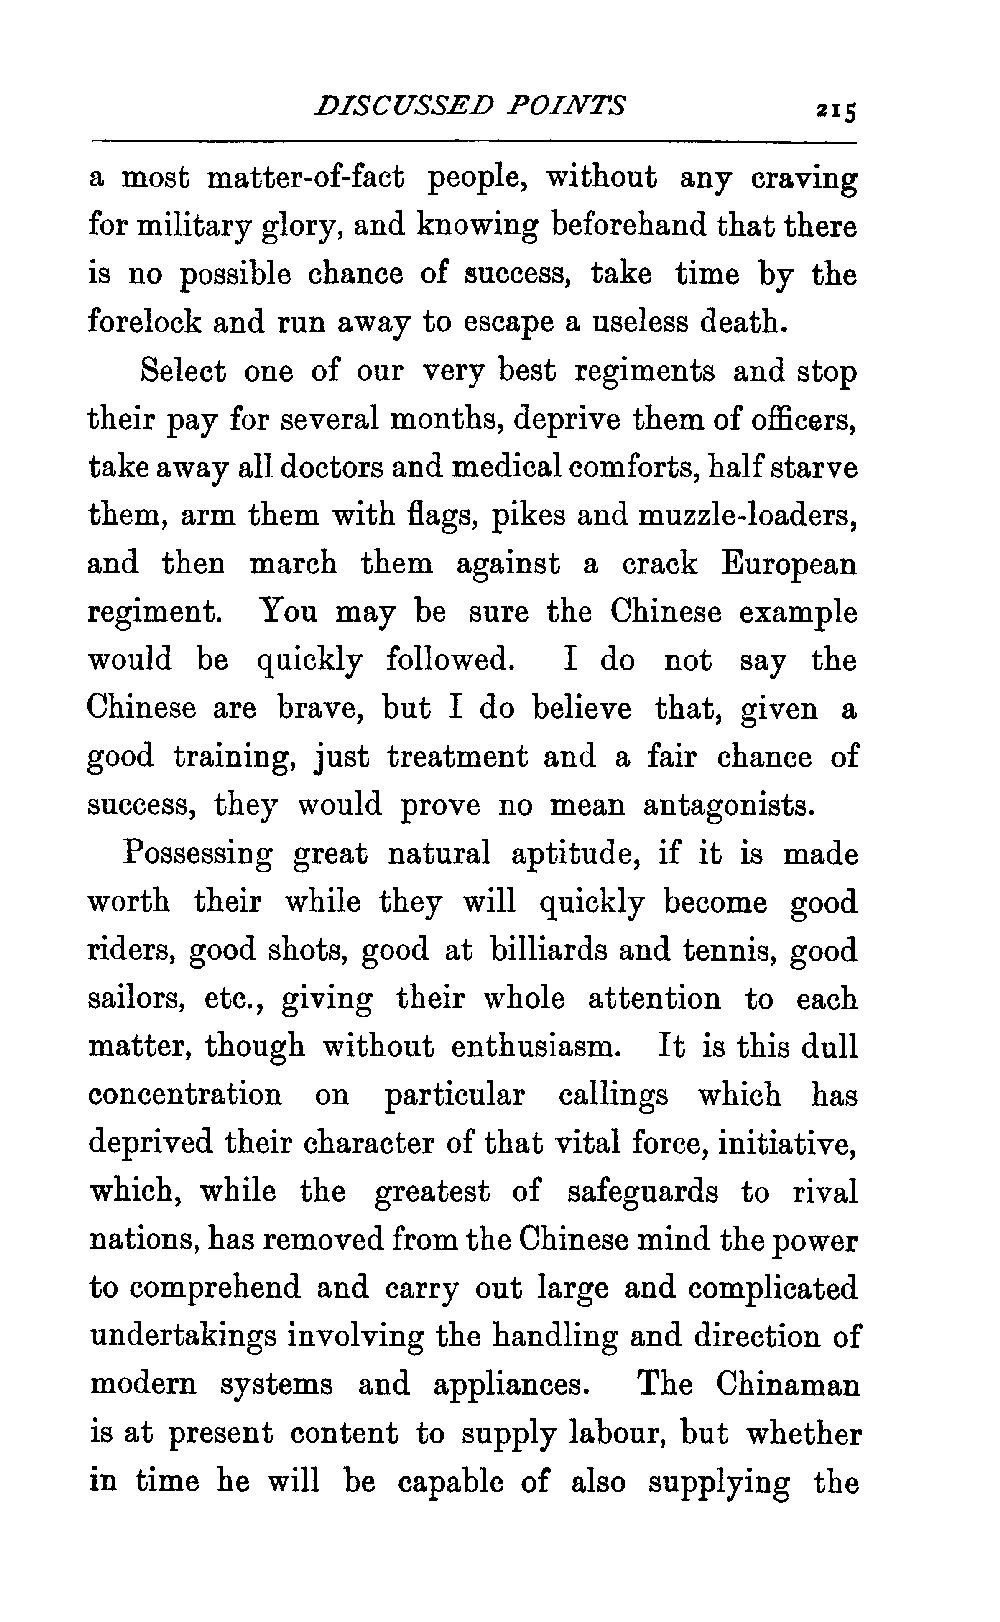 DISCUSSED POINTS 215
a most matter-of-fact people, without any craving
for military glory, and knowing beforehand that there
is no possible chance of success, take time by the
forelock and run away to escape a useless death.
Select one of our very best regiments and stop
their pay for several months, deprive them of officers,
take away all doctors and medical comforts, half starve
them, arm them with flags, pikes and muzzle-loaders,
and then march them against a crack European
regiment. You may be sure the Chinese example
would be quickly followed. I do not say the
Chinese are brave, but I do believe that, given a
good training, just treatment and a fair chance of
success, they would prove no mean antagonists.
Possessing great natural aptitude, if it is made
worth their while they will quickly become good
riders, good shots, good at billiards and tennis, good
sailors, etc., giving their whole attention to each
matter, though without enthusiasm. It is this dull
concentration on particular callings which has
deprived their character of that vital force, initiative,
which, while the greatest of safeguards to rival
nations, has removed from the Chinese mind the power
to comprehend and carry out large and complicated
undertakings involving the handling and direction of
modern systems and appliances. The Chinaman
is at present content to supply labour, but whether
in time he will be capable of also supplying the